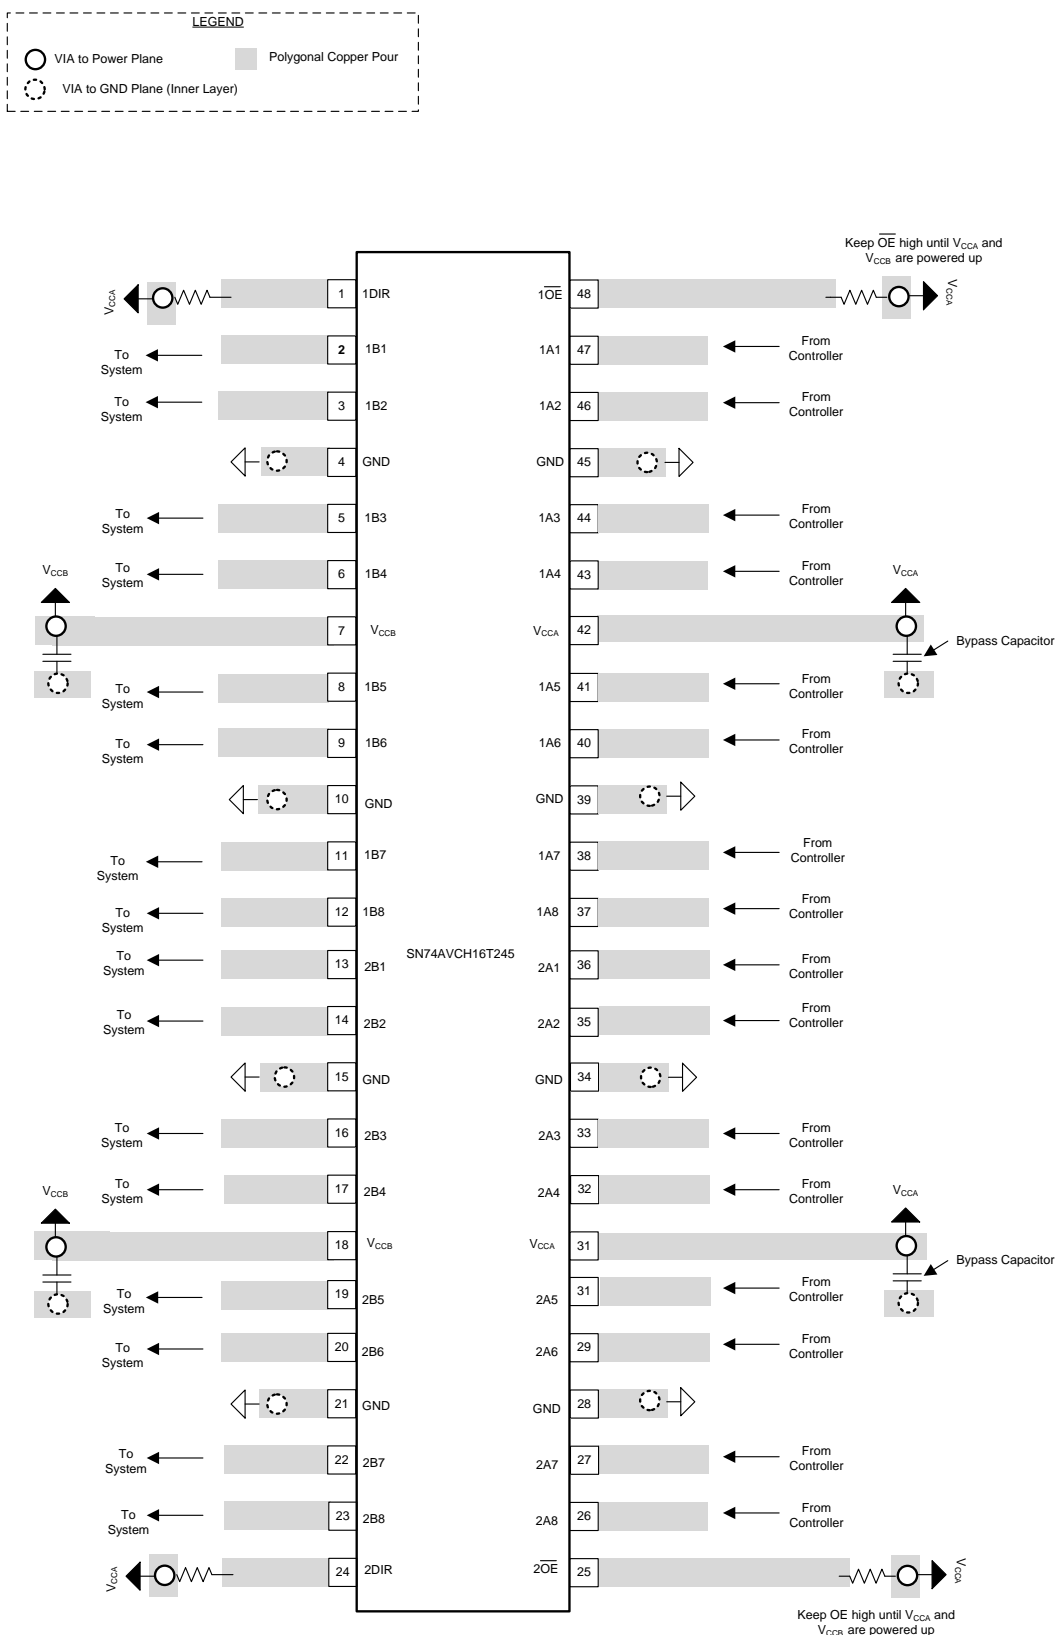 LEGEND
VIA to Power Plane
Polygonal Copper Pour
VIA to GND Plane (Inner Layer)
Keep OE high until VCCA and
VCCB are powered up
VCCA 1 1DIR 1OE 48 VCCA
To System 2 1B1 1A1 47 From Controller
To System 3 1B2 1A2 46 From Controller
4 GND GND 45
To System 5 1B3 1A3 44 From Controller
To System 6 1B4 1A4 43 From Controller
VCCB VCCA
7 VCCB VCCA 42
Bypass Capacitor
To System 8 1B5 1A5 41 From Controller
To System 9 1B6 1A6 40 From Controller
10 GND GND 39
To System 11 1B7 1A7 38 From Controller
To System 12 1B8 1A8 37 From Controller
SN74AVCH16T245
To System 13 2B1 2A1 36 From Controller
To System 14 2B2 2A2 35 From Controller
15 GND GND 34
To System 16 2B3 2A3 33 From Controller
To System 17 2B4 2A4 32 From Controller
VCCB VCCA
18 VCCB VCCA 31
Bypass Capacitor
To System 19 2B5 2A5 31 From Controller
To System 20 2B6 2A6 29 From Controller
21 GND GND 28
To System 22 2B7 2A7 27 From Controller
To System 23 2B8 2A8 26 From Controller
VCCA 24 2DIR 2OE 25 VCCA
Keep OE high until VCCA and
VCCB are powered up